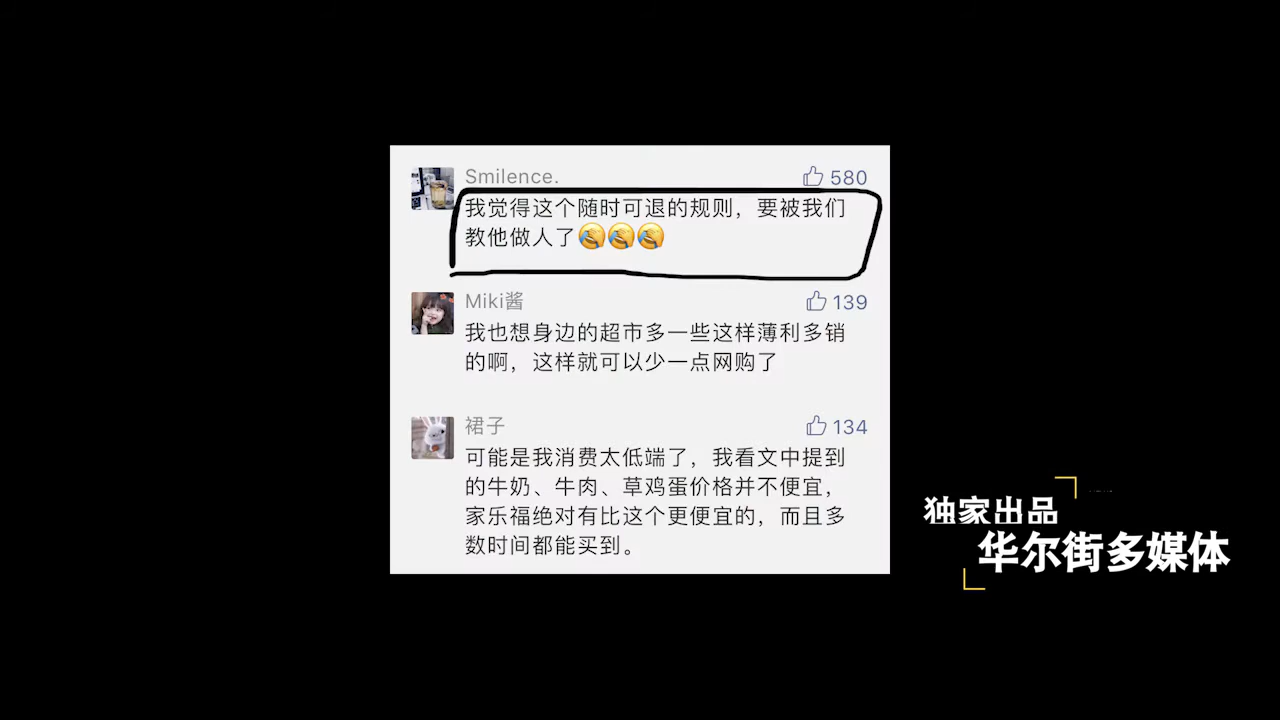 Smilence.
580
我觉得这个随时可退的规则，要被我们
教他做人了🤦🤦🤦
Miki酱
139
我也想身边的超市多一些这样薄利多销
的啊，这样就可以少一点网购了
裙子
134
可能是我消费太低端了，我看文中提到
的牛奶、牛肉、草鸡蛋价格并不便宜，
家乐福绝对有比这个更便宜的，而且多
数时间都能买到。
独家出品
华尔街多媒体